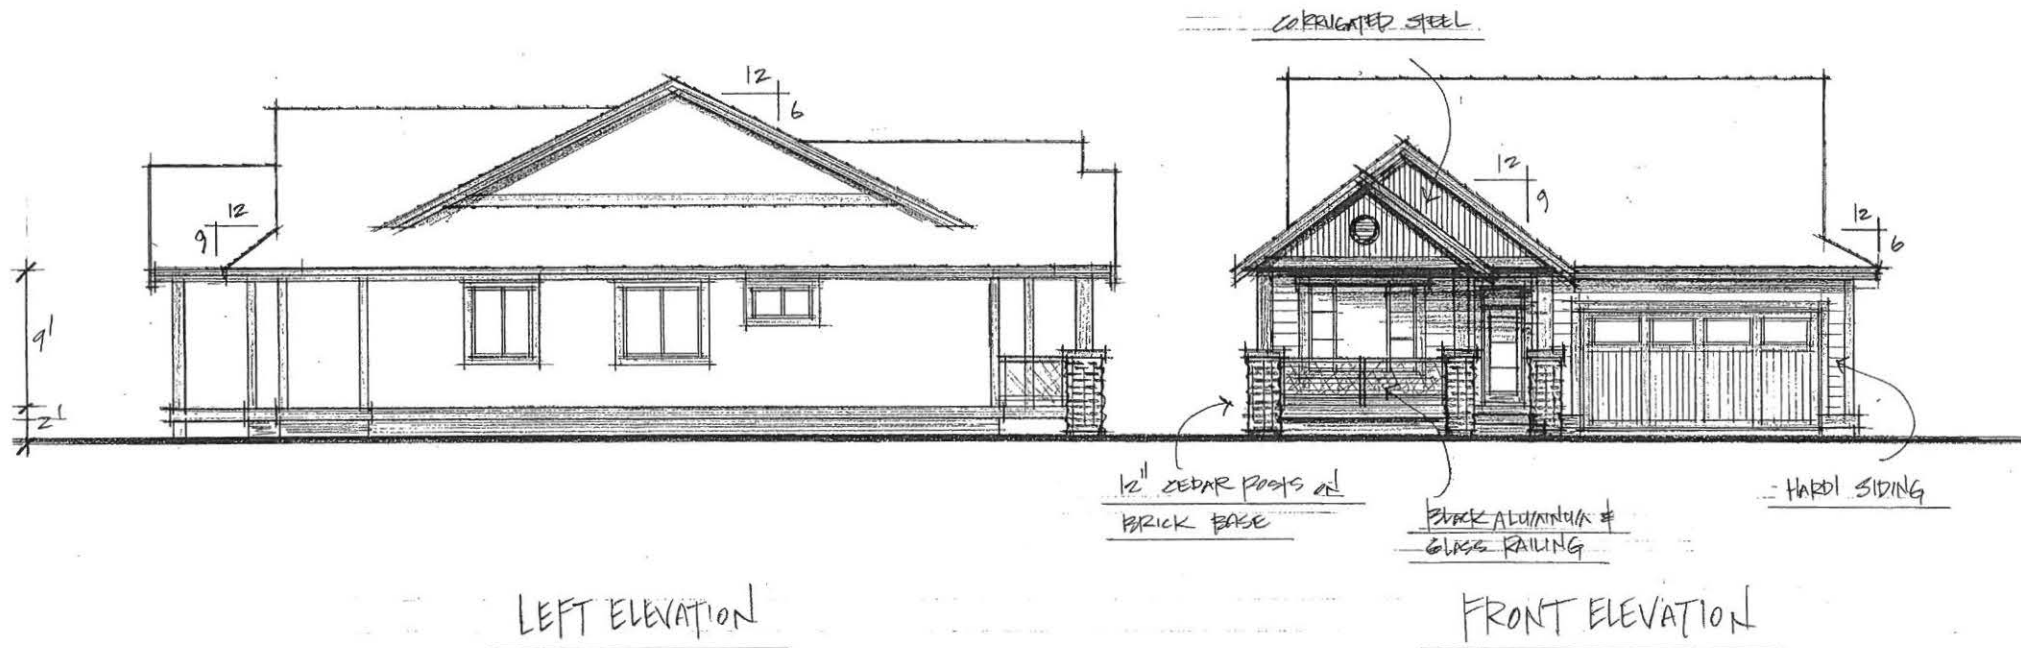 CORRUGATED STEEL
12
6
12
9
12
6
12
9
9'
2'
12" CEDAR POSTS ON
BRICK BASE
BLACK ALUMINUM &
GLASS RAILING
HARDI SIDING
LEFT ELEVATION
FRONT ELEVATION